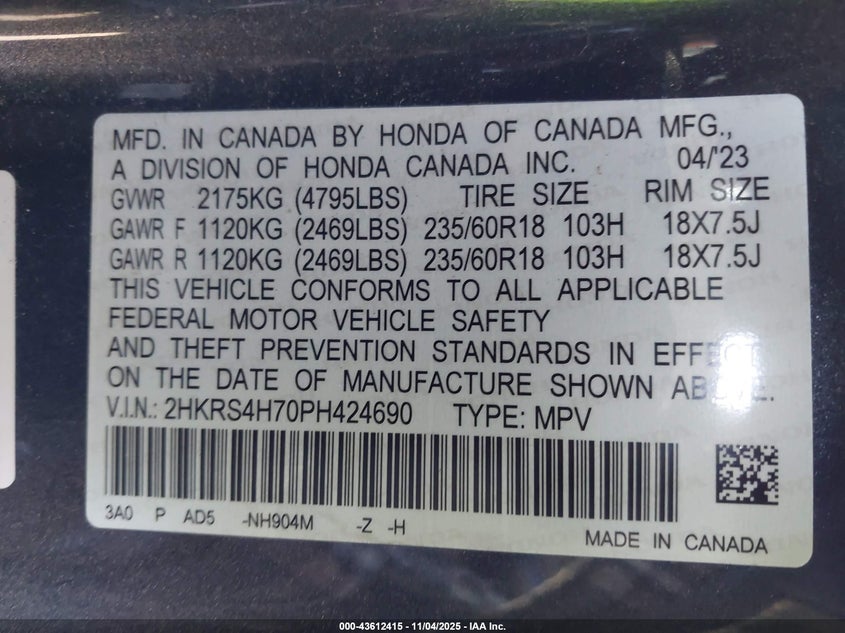 MFD. IN CANADA BY HONDA OF CANADA MFG.,
A DIVISION OF HONDA CANADA INC. 04/'23
GVWR 2175KG (4795LBS) TIRE SIZE RIM SIZE
GAWR F 1120KG (2469LBS) 235/60R18 103H 18X7.5J
GAWR R 1120KG (2469LBS) 235/60R18 103H 18X7.5J
THIS VEHICLE CONFORMS TO ALL APPLICABLE
FEDERAL MOTOR VEHICLE SAFETY
AND THEFT PREVENTION STANDARDS IN EFFECT
ON THE DATE OF MANUFACTURE SHOWN ABOVE.
V.I.N.: 2HKRS4H70PH424690 TYPE: MPV
3A0 P AD5 -NH904M -Z -H
MADE IN CANADA
000-43612415 - 11/04/2025 - IAA Inc.